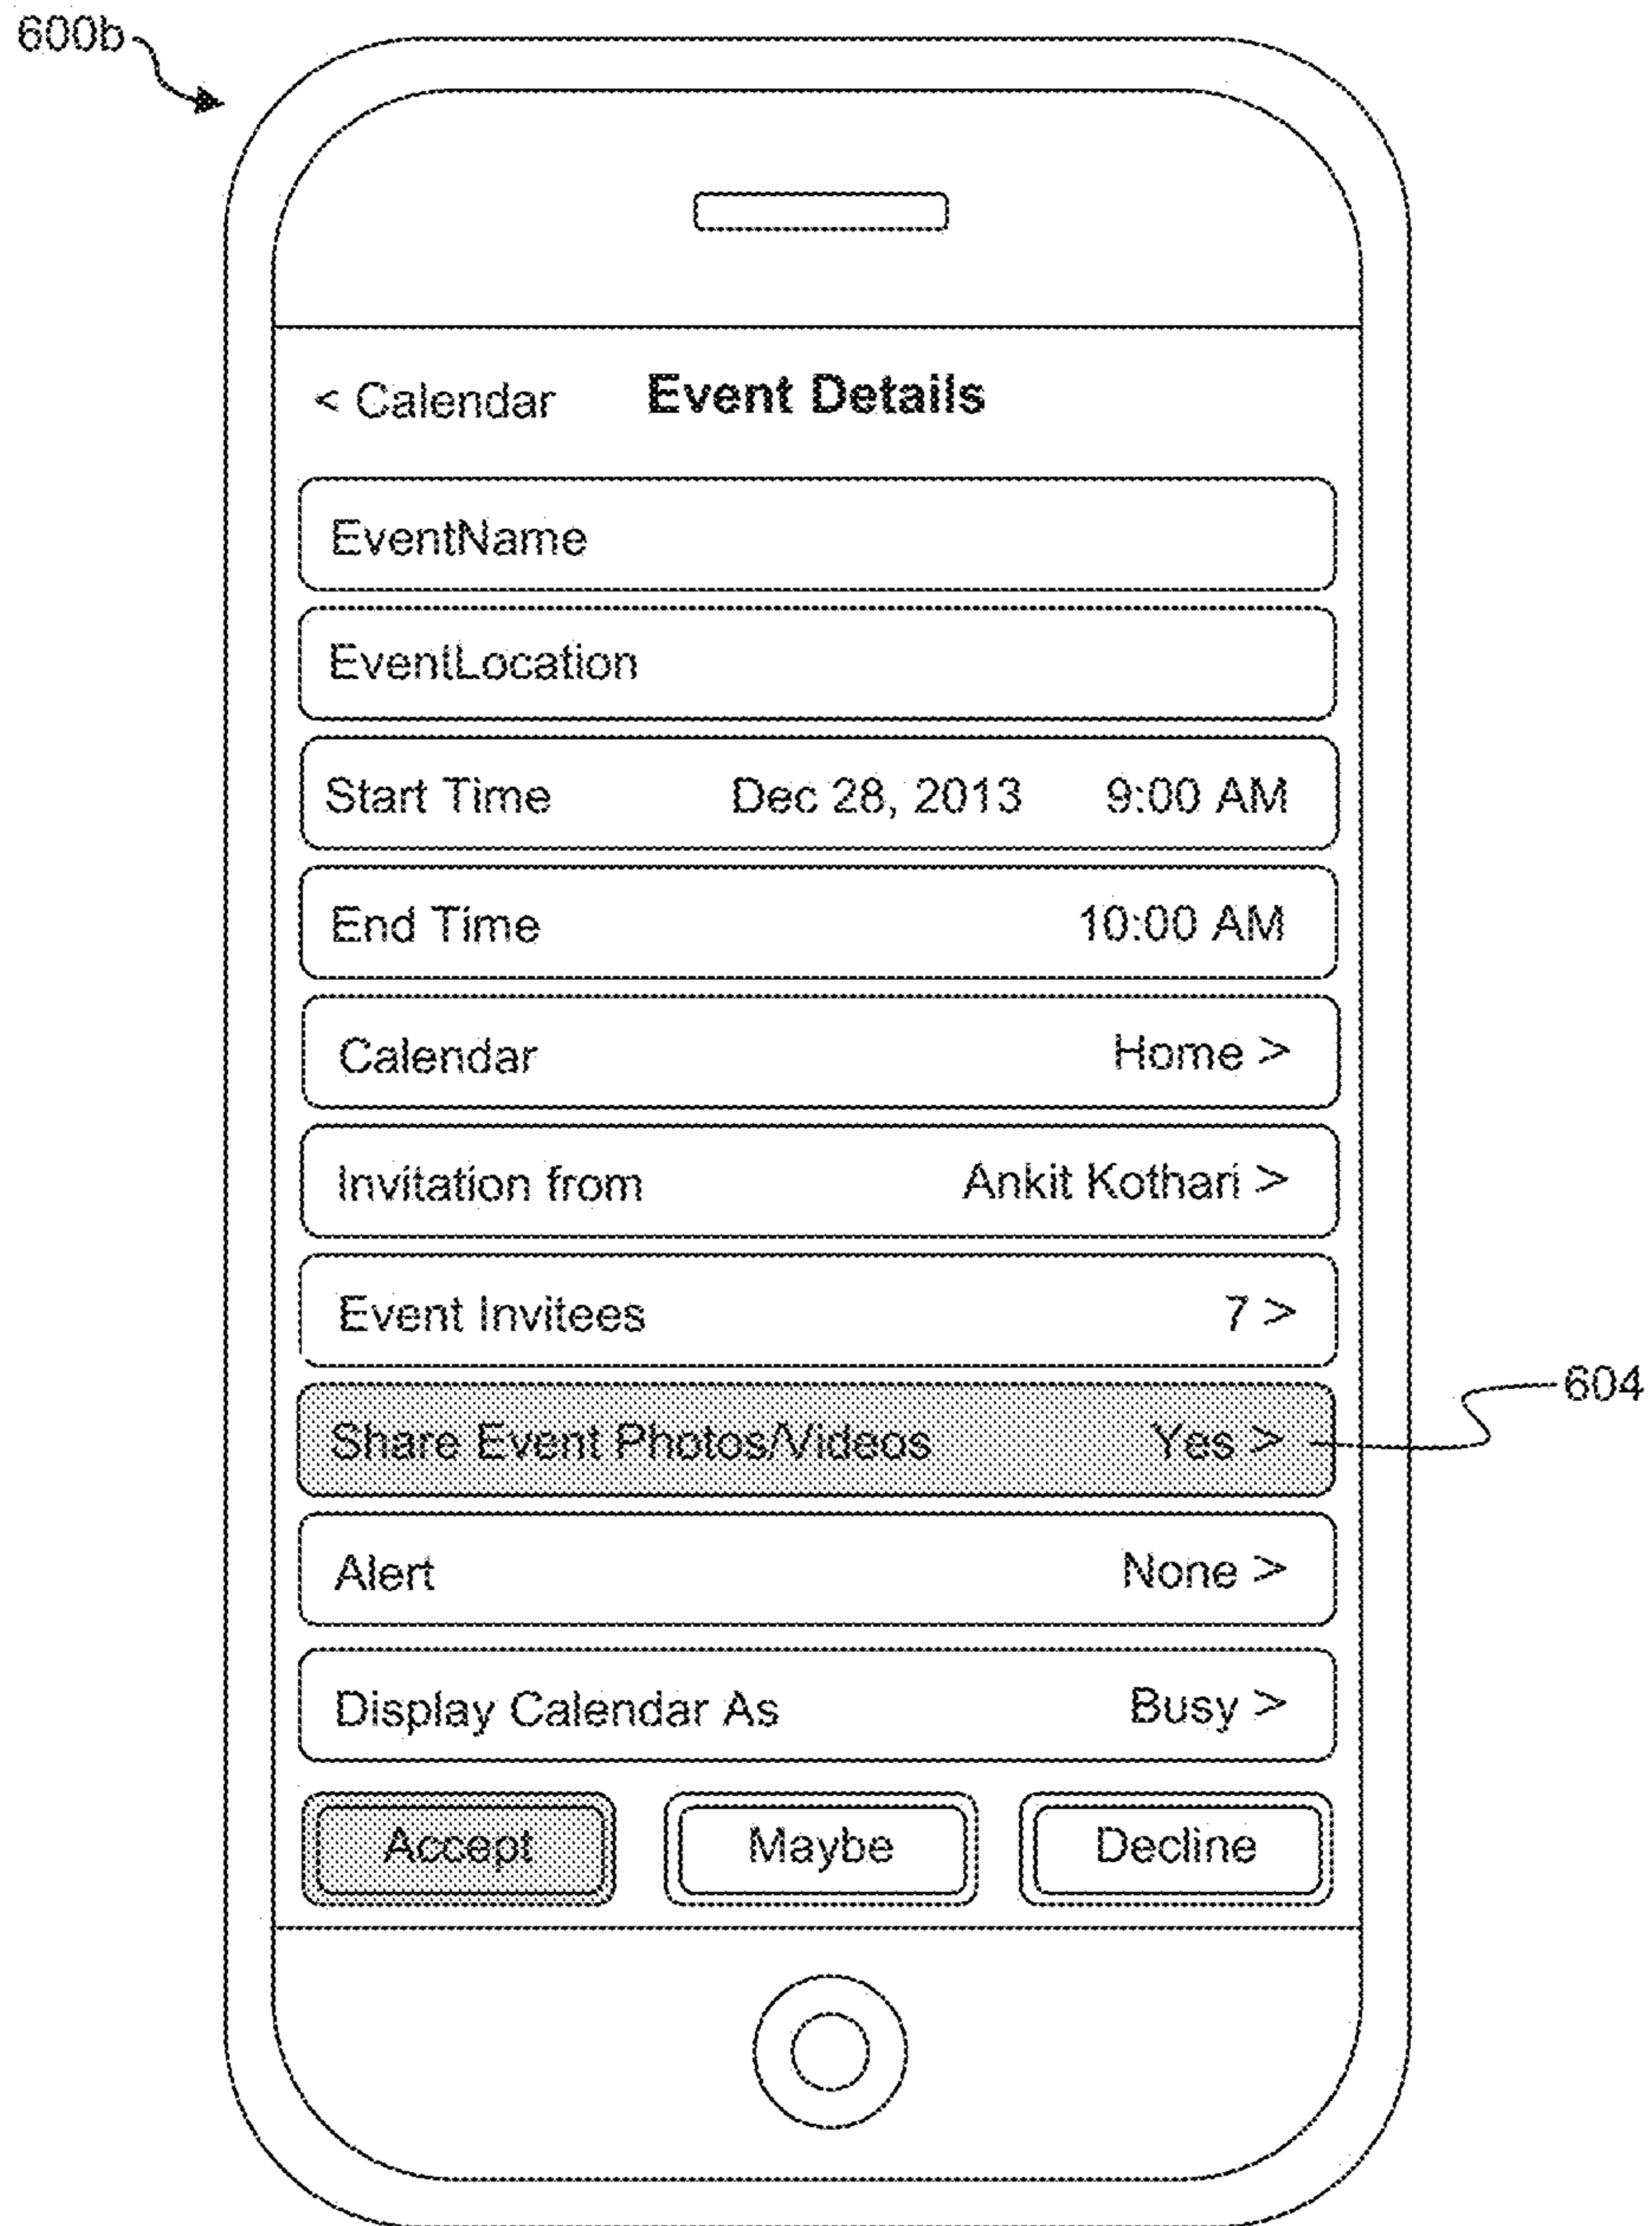 600b
< Calendar Event Details
EventName
EventLocation
Start Time Dec 28, 2013 9:00 AM
End Time 10:00 AM
Calendar Home >
Invitation from Ankit Kothari >
Event Invitees 7 >
604
Share Event Photos/Videos Yes >
Alert None >
Display Calendar As Busy >
Accept Maybe Decline